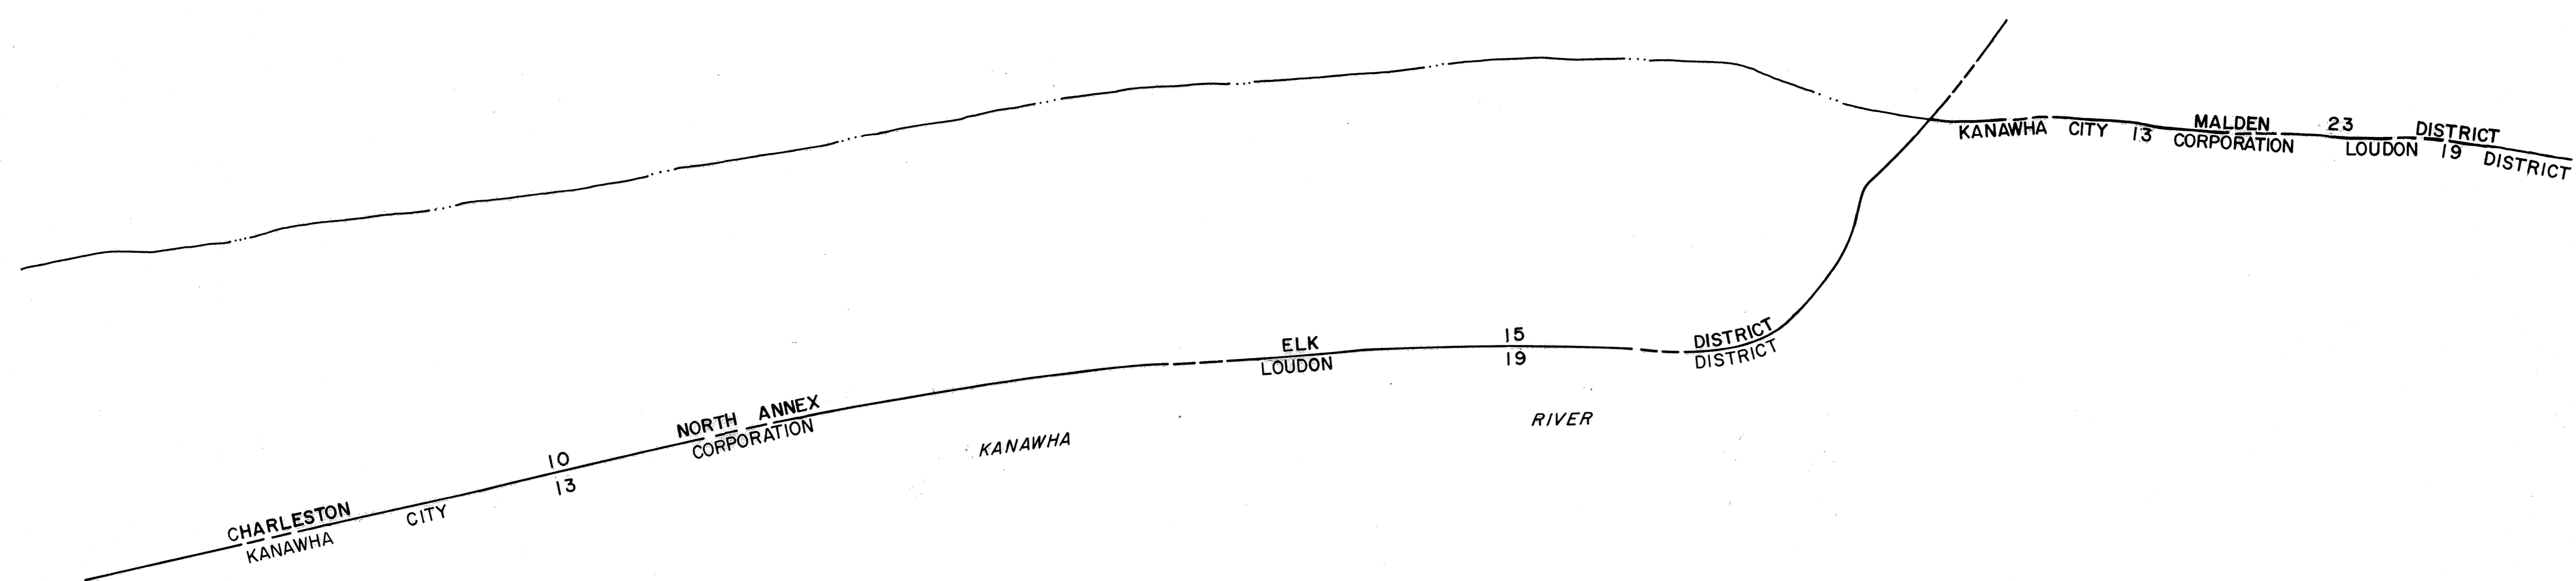 KANAWHA CITY 13 CORPORATION LOUDON 19 DISTRICT
MALDEN 23 DISTRICT
ELK 15 DISTRICT
LOUDON 19 DISTRICT
CHARLESTON 10 NORTH ANNEX
KANAWHA CITY 13 CORPORATION
KANAWHA RIVER